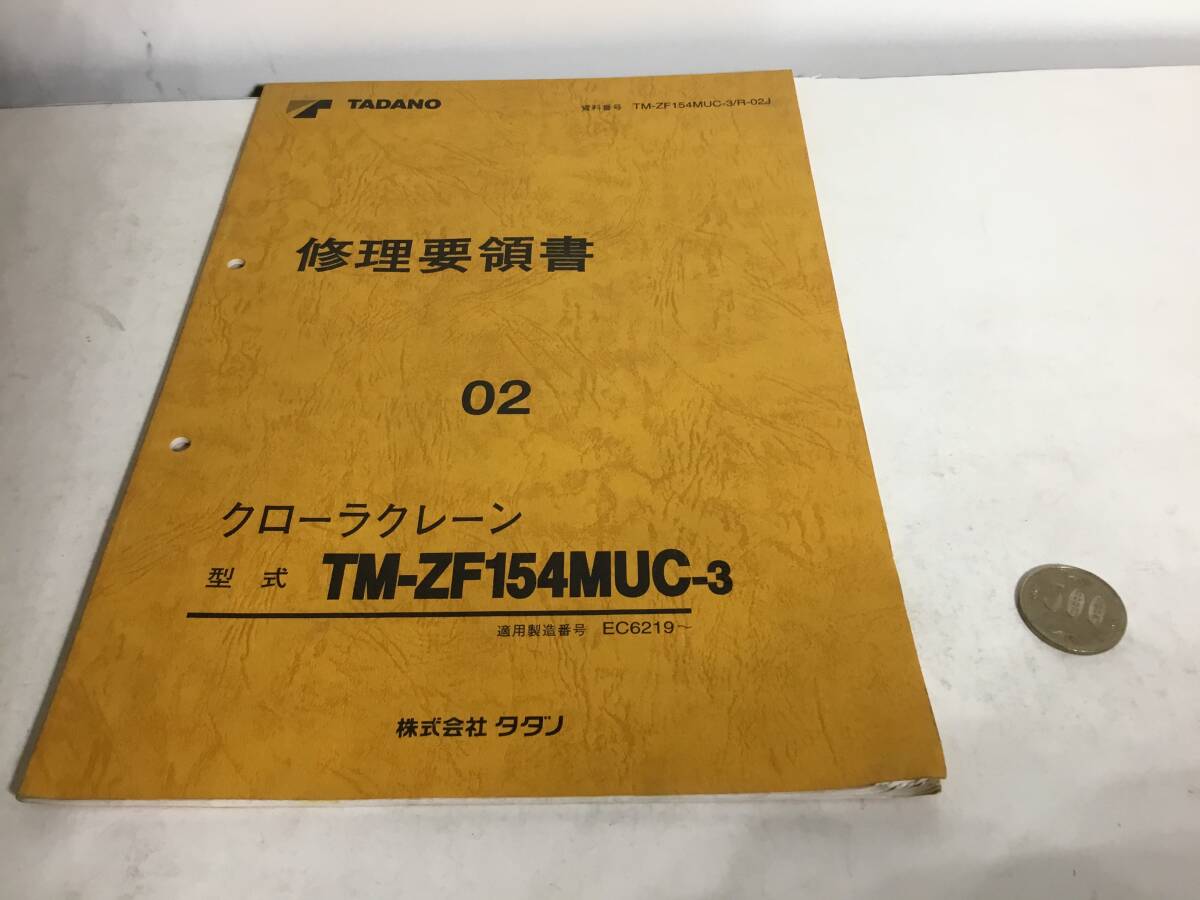 TADANO
資料番号 TM-ZF154MUC-3/R-02J
修理要領書
02
クローラクレーン
型式 TM-ZF154MUC-3
適用製造番号 EC6219~
株式会社 タダノ